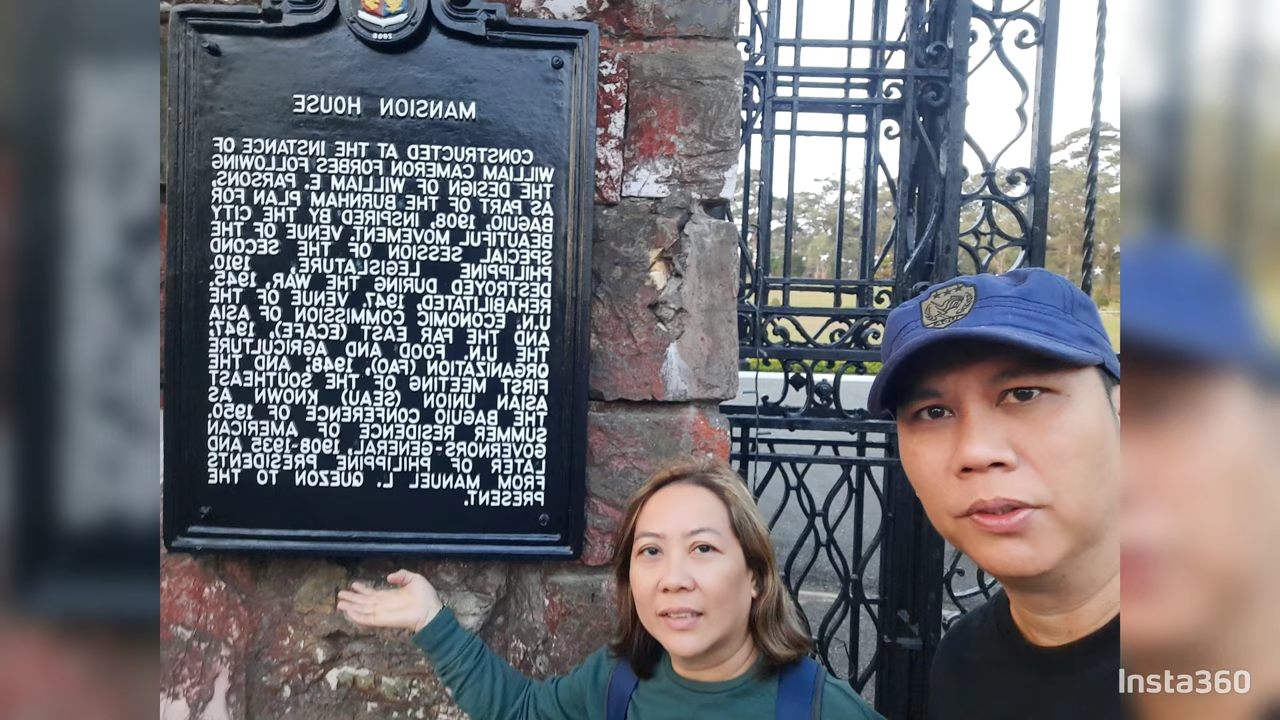 2009
MANSION HOUSE
CONSTRUCTED AT THE INSTANCE OF
WILLIAM CAMERON FORBES FOLLOWING
THE DESIGN OF WILLIAM E. PARSONS,
AS PART OF THE BURNHAM PLAN FOR
BAGUIO, 1908, INSPIRED BY THE CITY
BEAUTIFUL MOVEMENT. VENUE OF THE
SPECIAL SESSION OF THE SECOND
PHILIPPINE LEGISLATURE, 1910.
DESTROYED DURING THE WAR, 1945.
REHABILITATED, 1947. VENUE OF THE
U.N. ECONOMIC COMMISSION OF ASIA
AND THE FAR EAST (ECAFE), 1947;
THE U.N. FOOD AND AGRICULTURE
ORGANIZATION (FAO), 1948, AND THE
FIRST MEETING OF THE SOUTHEAST
ASIAN UNION (SEAU) KNOWN AS
THE BAGUIO CONFERENCE OF 1950.
SUMMER RESIDENCE OF AMERICAN
GOVERNORS-GENERAL, 1908-1935 AND
LATER OF PHILIPPINE PRESIDENTS
FROM MANUEL L. QUEZON TO THE
PRESENT.
Insta360